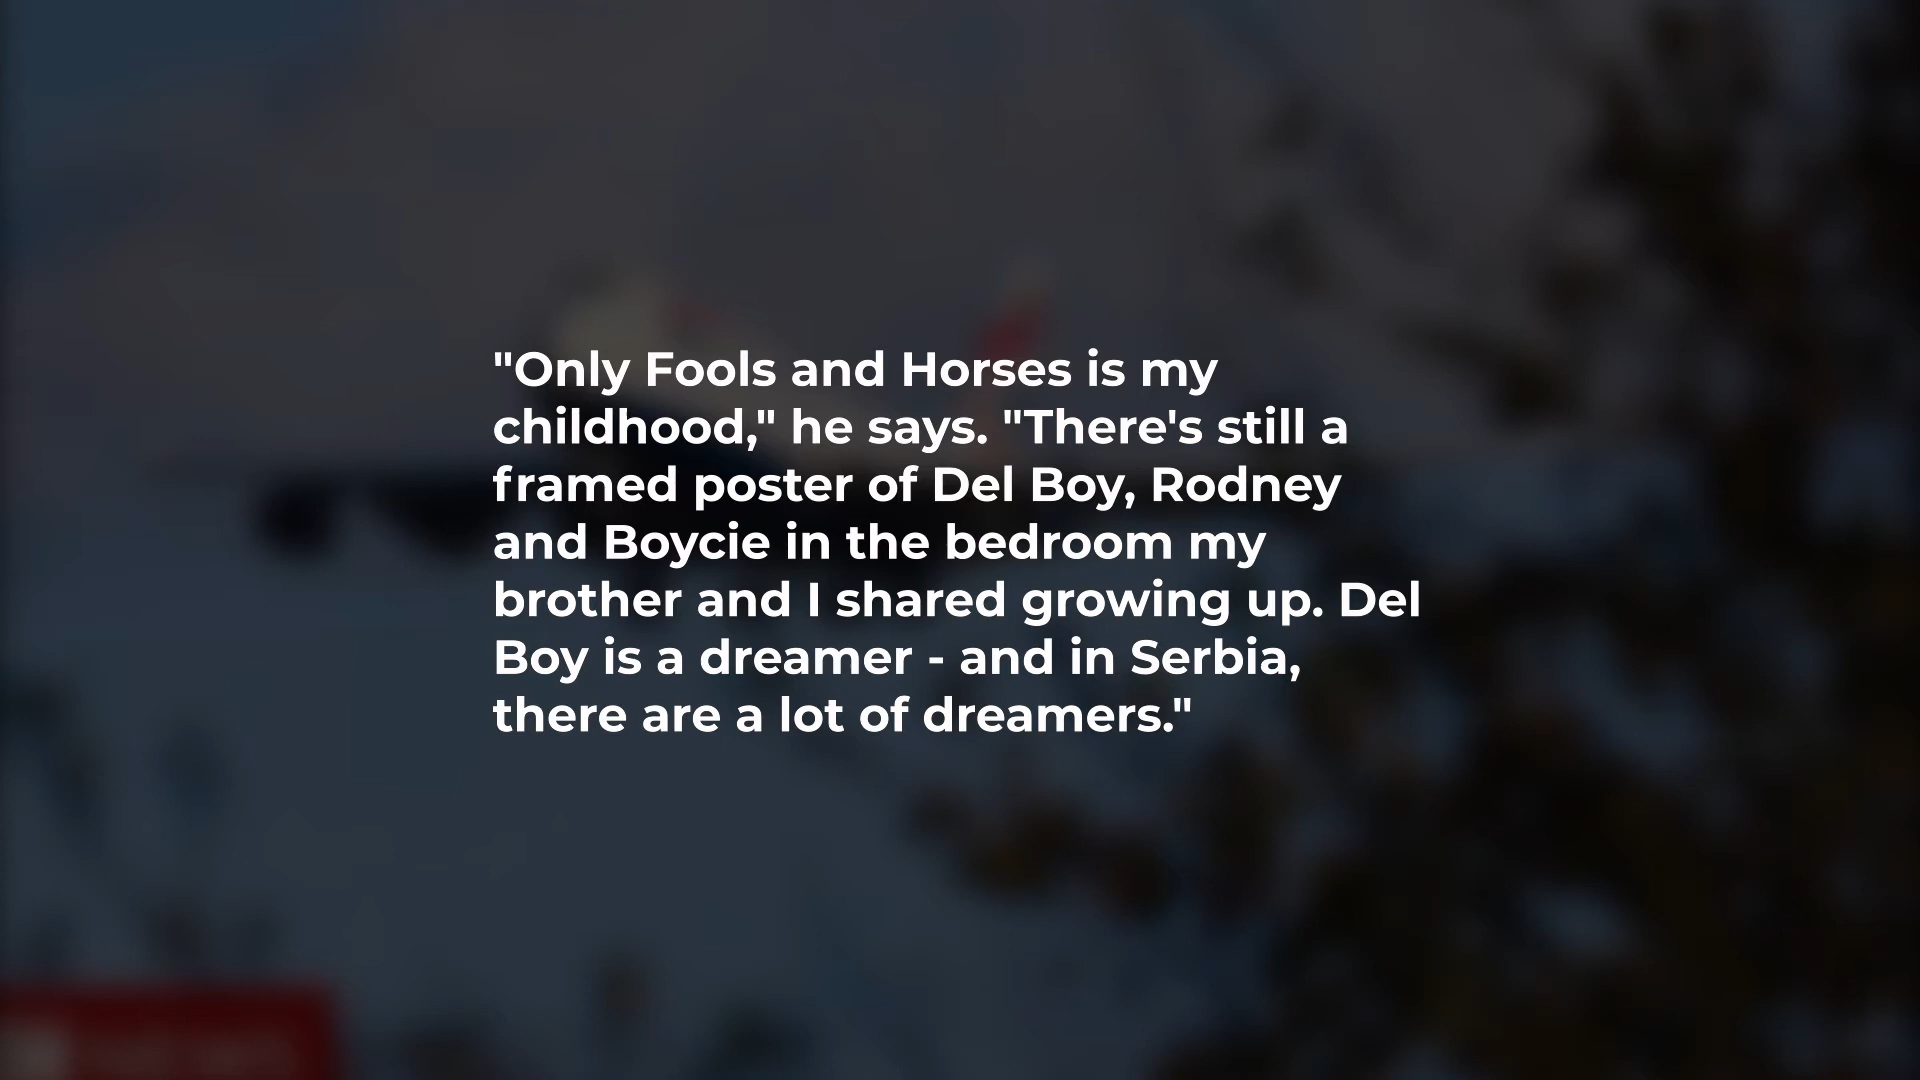 "Only Fools and Horses is my
childhood," he says. "There's still a
framed poster of Del Boy, Rodney
and Boycie in the bedroom my
brother and I shared growing up. Del
Boy is a dreamer - and in Serbia,
there are a lot of dreamers."